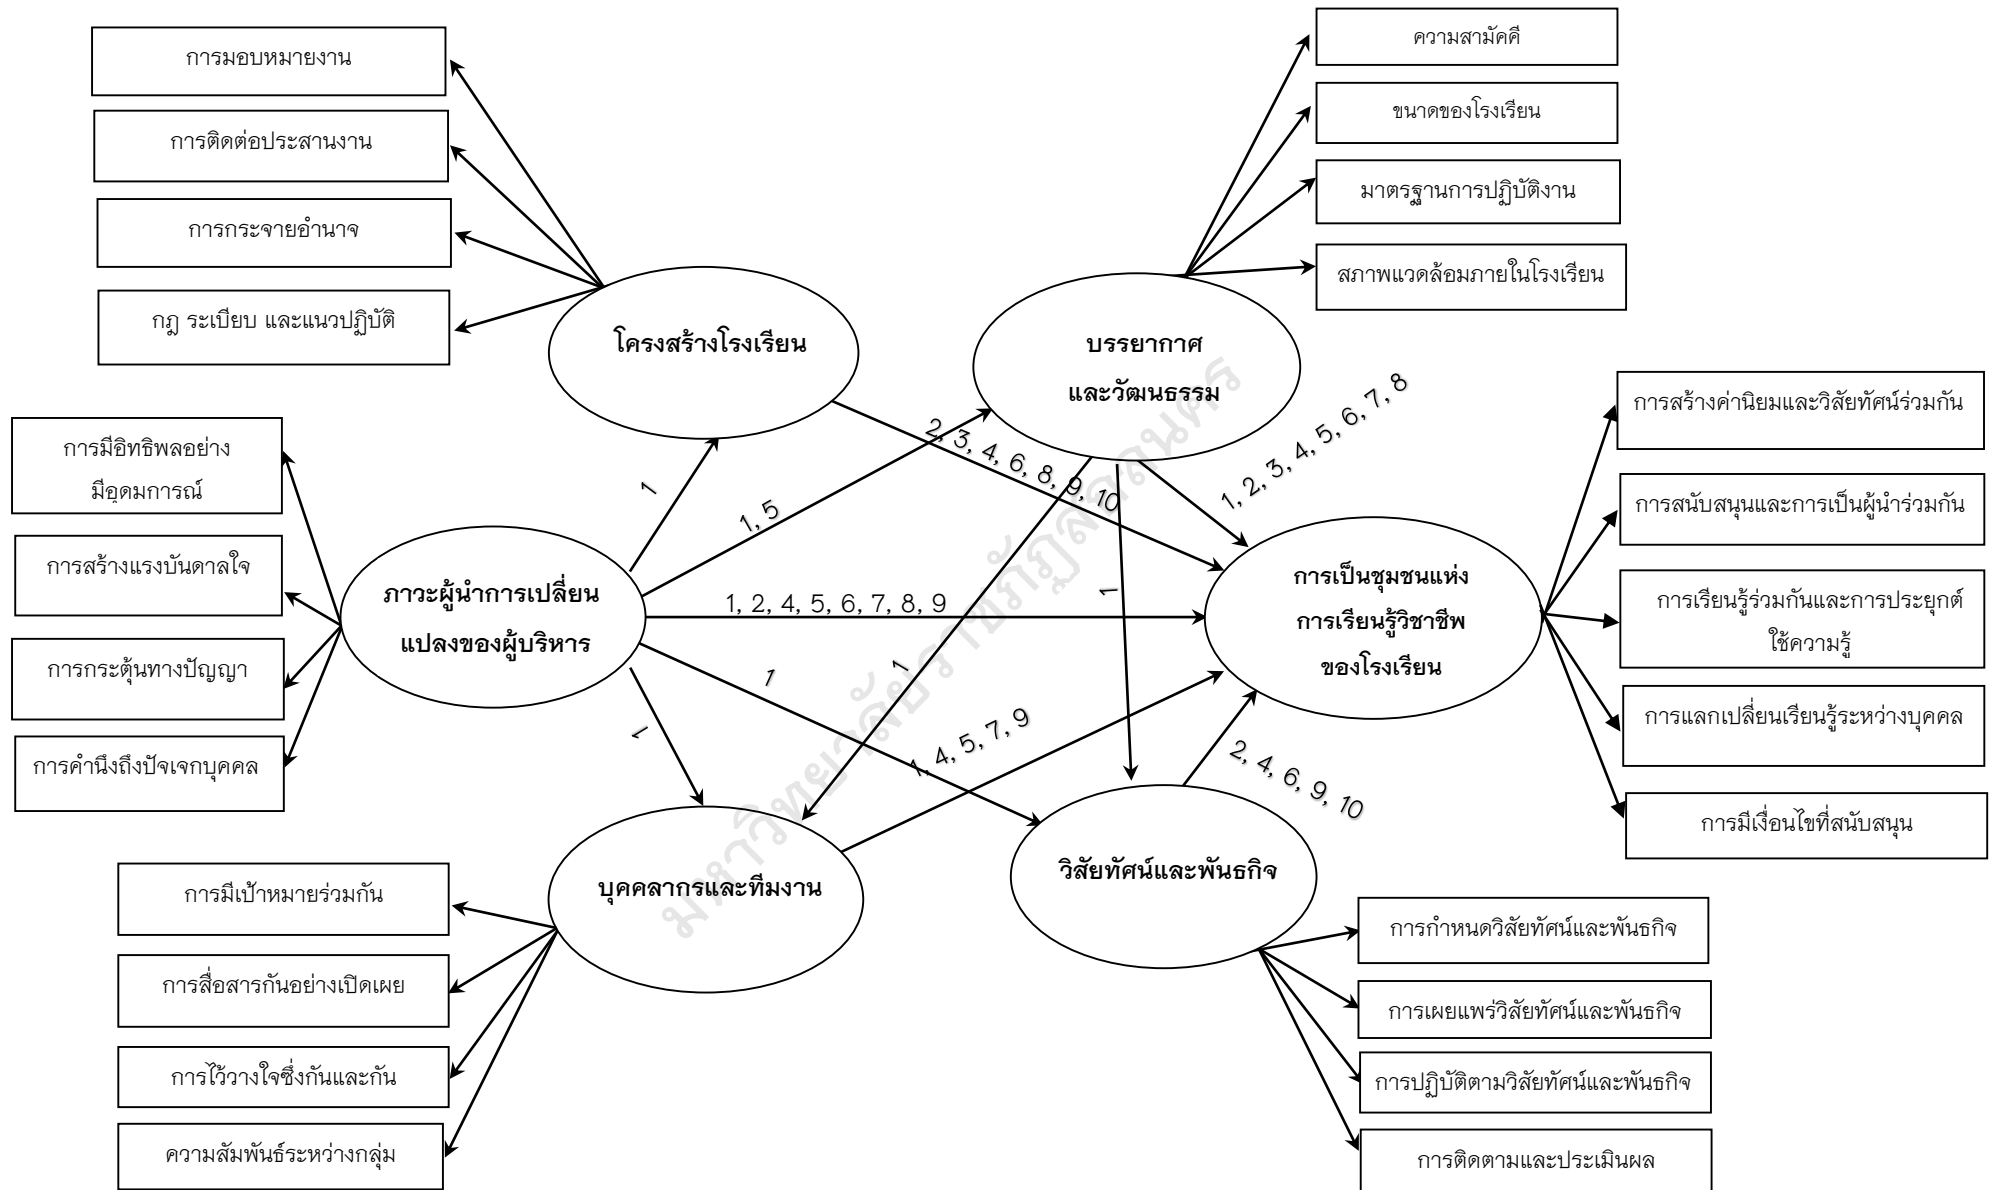 การมอบหมายงาน
การติดต่อประสานงาน
การกระจายอำนาจ
กฎ ระเบียบ และแนวปฏิบัติ
ความสามัคคี
ขนาดของโรงเรียน
มาตรฐานการปฏิบัติงาน
สภาพแวดล้อมภายในโรงเรียน
โครงสร้างโรงเรียน
บรรยากาศ
และวัฒนธรรม
การมีอิทธิพลอย่าง
มีอุดมการณ์
การสร้างแรงบันดาลใจ
การกระตุ้นทางปัญญา
การคำนึงถึงปัจเจกบุคคล
ภาวะผู้นำการเปลี่ยน
แปลงของผู้บริหาร
1
1, 5
2, 3, 4, 6, 8, 9, 10
1, 2, 3, 4, 5, 6, 7, 8
1, 2, 4, 5, 6, 7, 8, 9
1
1
1
1
1, 4, 5, 7, 9
2, 4, 6, 9, 10
การเป็นชุมชนแห่ง
การเรียนรู้วิชาชีพ
ของโรงเรียน
การสร้างค่านิยมและวิสัยทัศน์ร่วมกัน
การสนับสนุนและการเป็นผู้นำร่วมกัน
การเรียนรู้ร่วมกันและการประยุกต์
ใช้ความรู้
การแลกเปลี่ยนเรียนรู้ระหว่างบุคคล
การมีเงื่อนไขที่สนับสนุน
บุคคลากรและทีมงาน
วิสัยทัศน์และพันธกิจ
การมีเป้าหมายร่วมกัน
การสื่อสารกันอย่างเปิดเผย
การไว้วางใจซึ่งกันและกัน
ความสัมพันธ์ระหว่างกลุ่ม
การกำหนดวิสัยทัศน์และพันธกิจ
การเผยแพร่วิสัยทัศน์และพันธกิจ
การปฏิบัติตามวิสัยทัศน์และพันธกิจ
การติดตามและประเมินผล
มหาวิทยาลัยราชภัฏสกลนคร